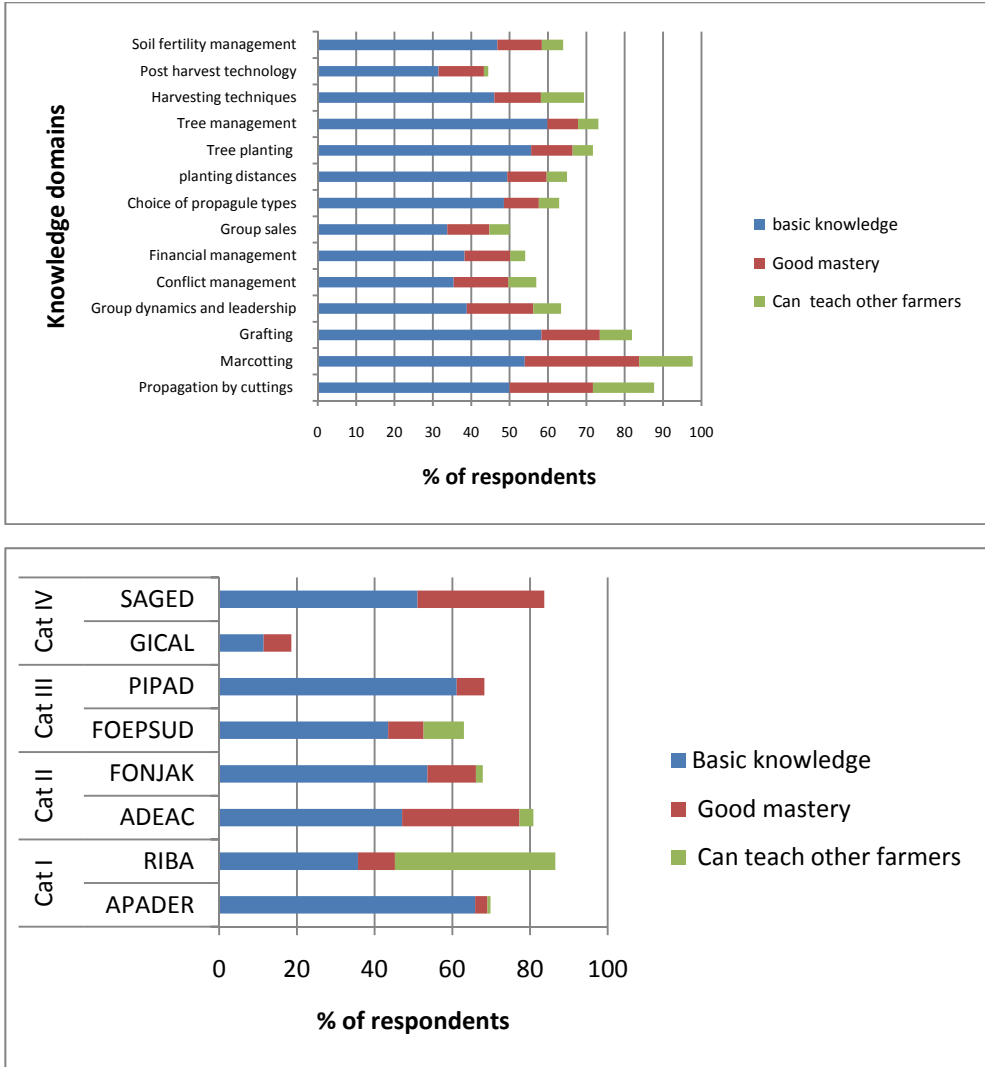 Knowledge domains
Soil fertility management
Post harvest technology
Harvesting techniques
Tree management
Tree planting
planting distances
Choice of propagule types
Group sales
Financial management
Conflict management
Group dynamics and leadership
Grafting
Marcotting
Propagation by cuttings
0 10 20 30 40 50 60 70 80 90 100
% of respondents
basic knowledge
Good mastery
Can teach other farmers
Cat IV
SAGED
GICAL
Cat III
PIPAD
FOEPSUD
Cat II
FONJAK
ADEAC
Cat I
RIBA
APADER
0 20 40 60 80 100
% of respondents
Basic knowledge
Good mastery
Can teach other farmers